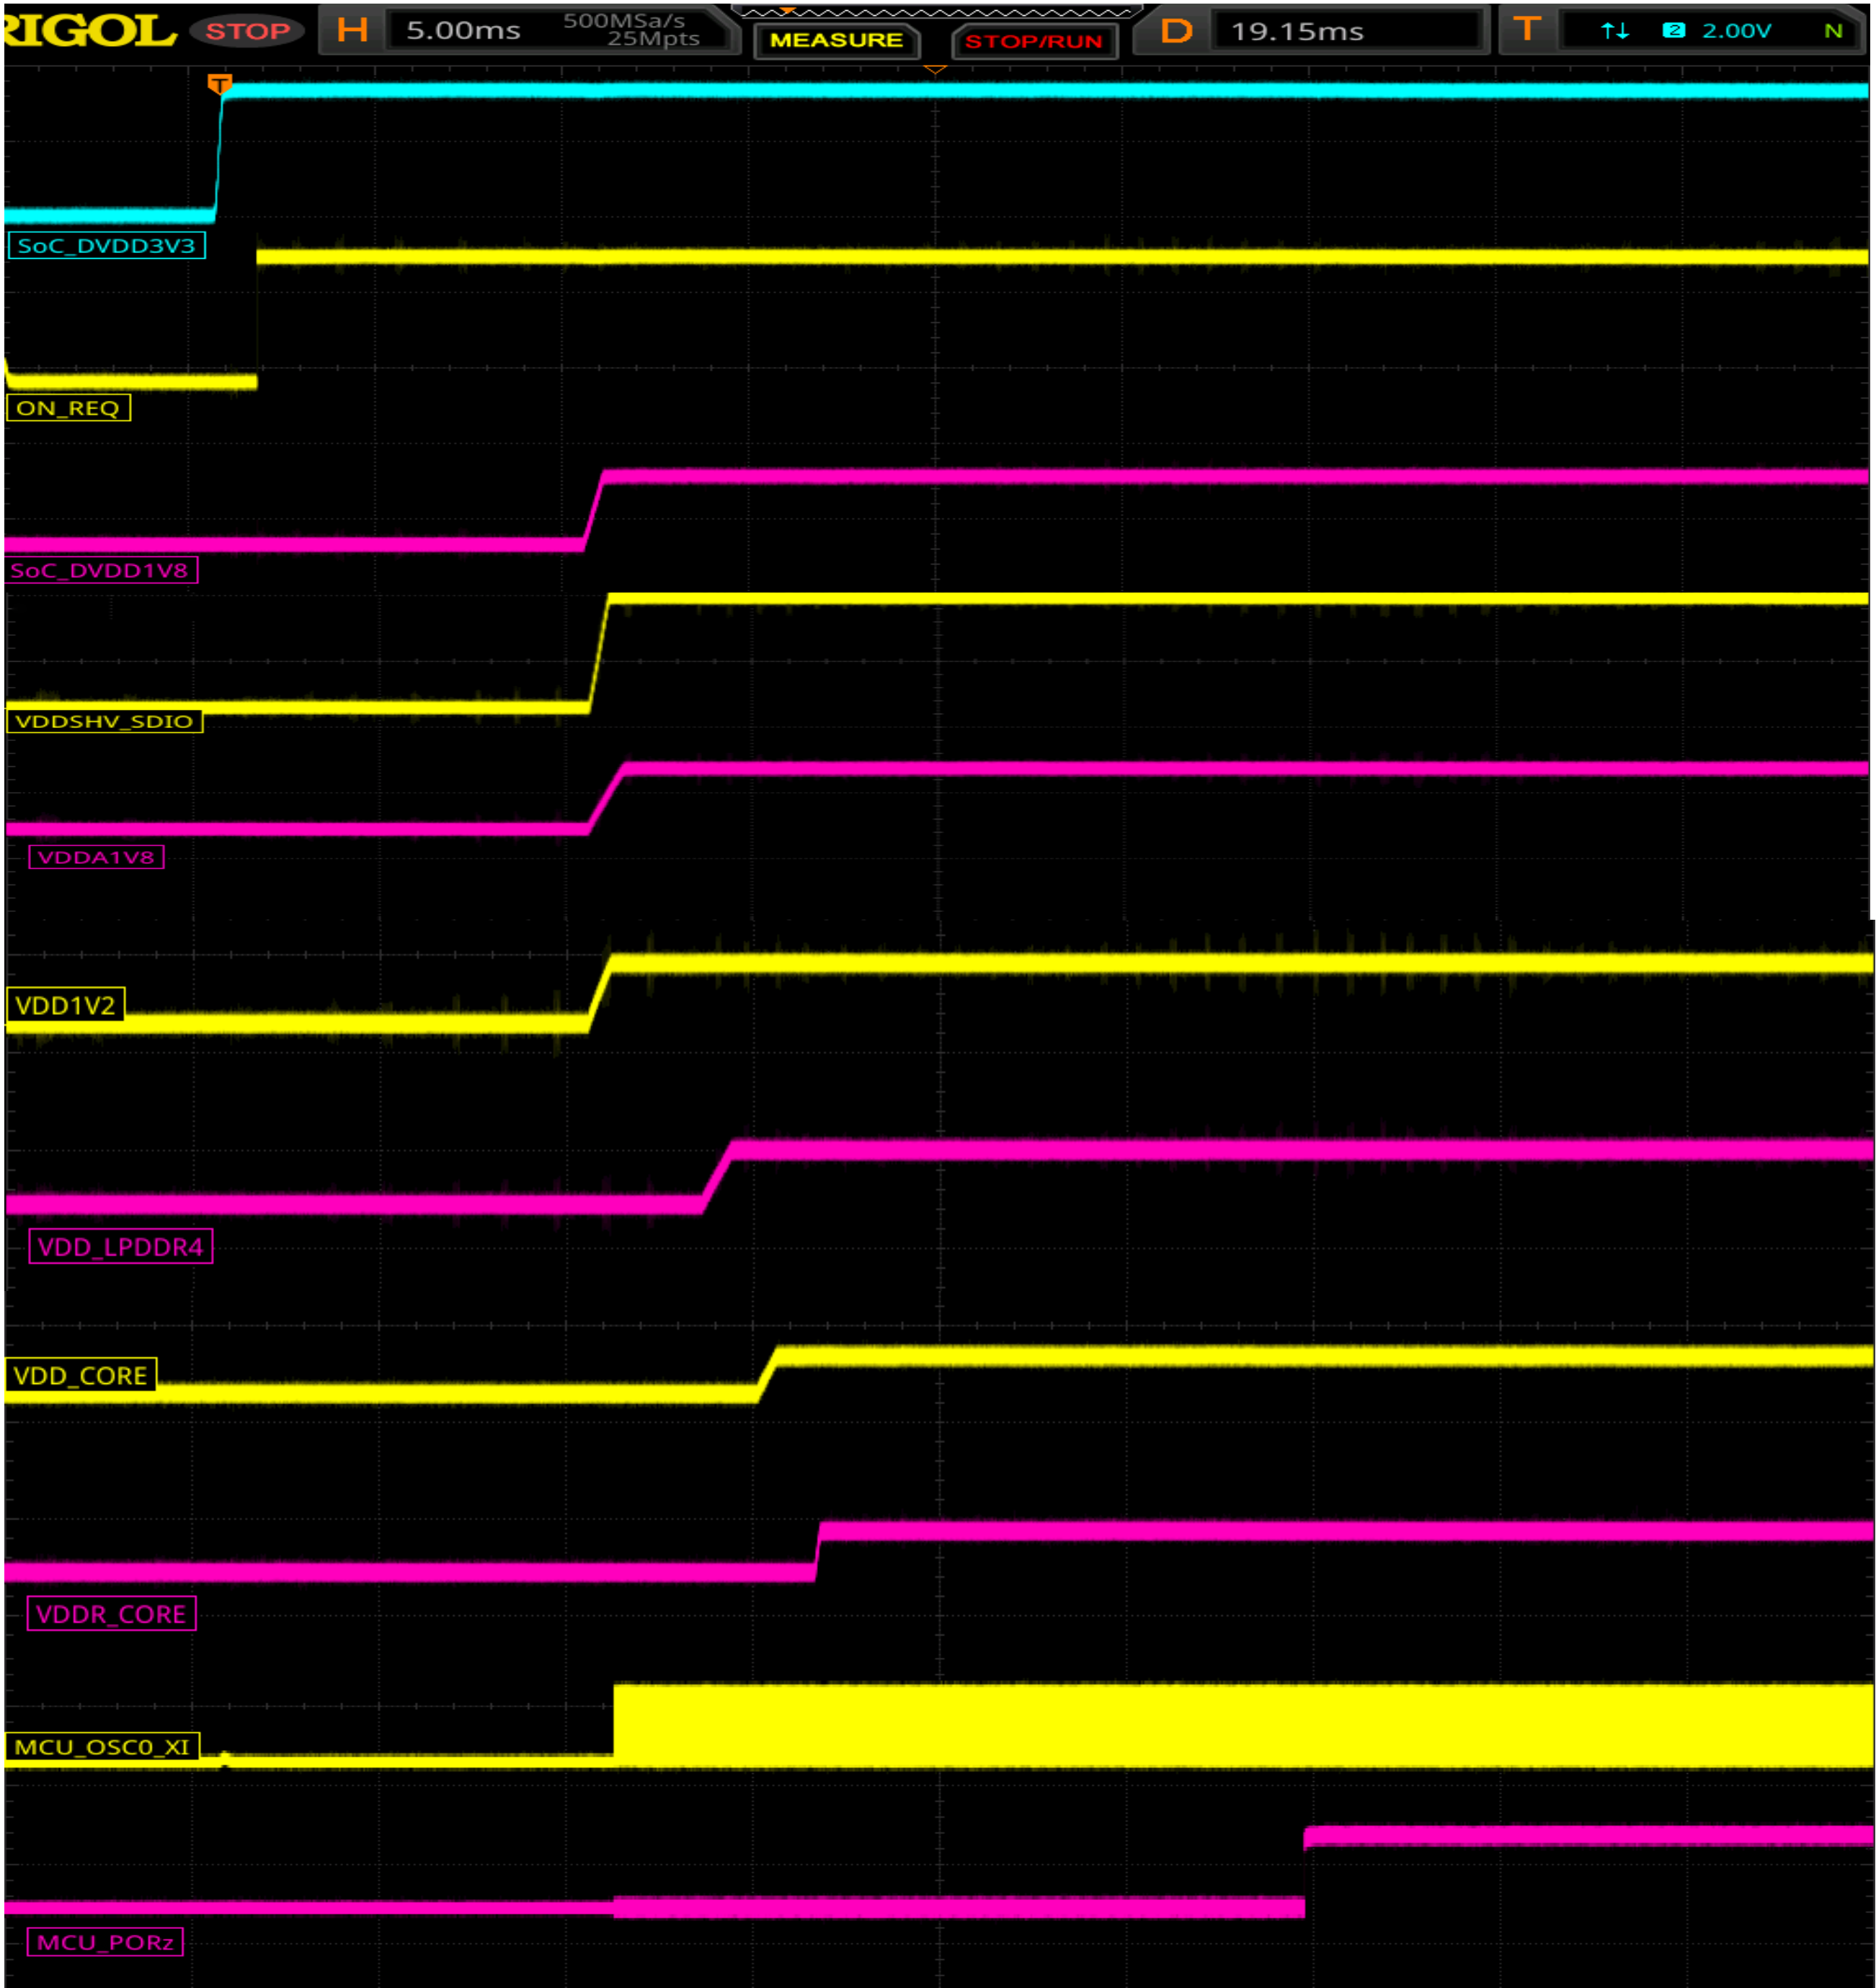 RIGOL STOP H 5.00ms 500MSa/s 25Mpts MEASURE STOP/RUN D 19.15ms T 2 2.00V N
T
SoC_DVDD3V3
ON_REQ
SoC_DVDD1V8
VDDSHV_SDIO
VDDA1V8
VDD1V2
VDD_LPDDR4
VDD_CORE
VDDR_CORE
MCU_OSC0_XI
MCU_PORz